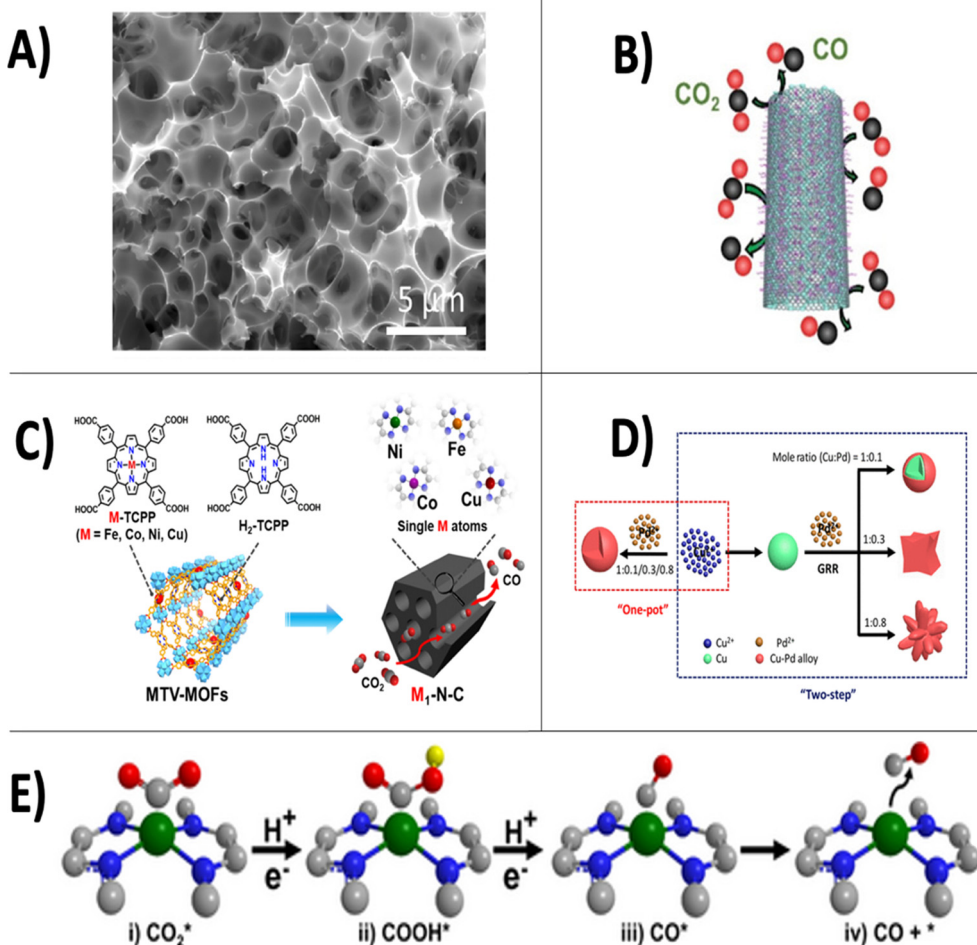 A)
5 μm
B)
CO
CO₂
C)
HOOC
COOH
HOOC
COOH
N
N
M
N
N
N
H
N
N
H
N
HOOC
COOH
HOOC
COOH
M-TCPP
H₂-TCPP
(M = Fe, Co, Ni, Cu)
Ni
Fe
Co
Cu
Single M atoms
CO
CO₂
MTV-MOFs
M₁-N-C
D)
Mole ratio (Cu:Pd) = 1:0.1
Pd²⁺
Cu²⁺
Pd²⁺
1:0.1/0.3/0.8
GRR
1:0.3
"One-pot"
1:0.8
Cu²⁺
Pd²⁺
Cu
Cu-Pd alloy
"Two-step"
E)
H⁺
e⁻
H⁺
e⁻
i) CO₂*
ii) COOH*
iii) CO*
iv) CO + *